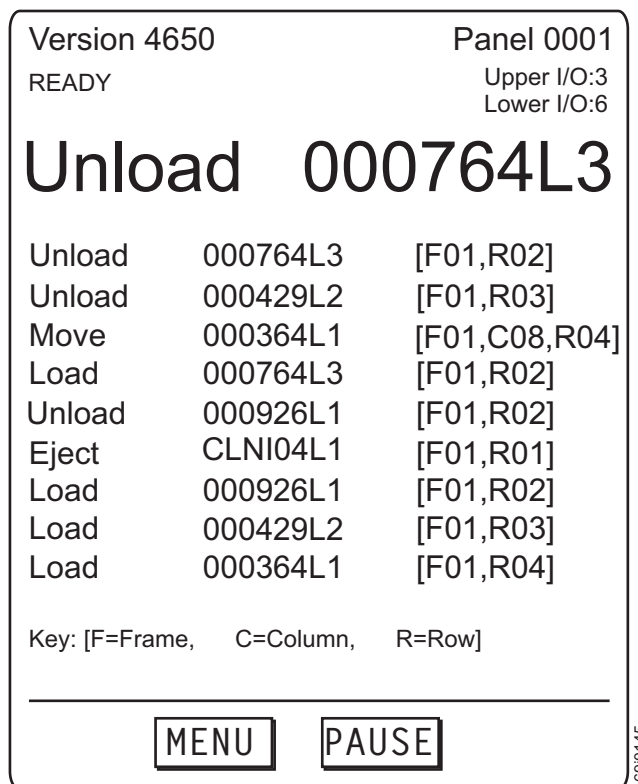 Version 4650 Panel 0001
READY Upper I/O:3
Lower I/O:6
Unload 000764L3
Unload 000764L3 [F01,R02]
Unload 000429L2 [F01,R03]
Move 000364L1 [F01,C08,R04]
Load 000764L3 [F01,R02]
Unload 000926L1 [F01,R02]
Eject CLNI04L1 [F01,R01]
Load 000926L1 [F01,R02]
Load 000429L2 [F01,R03]
Load 000364L1 [F01,R04]
Key: [F=Frame, C=Column, R=Row]
MENU PAUSE